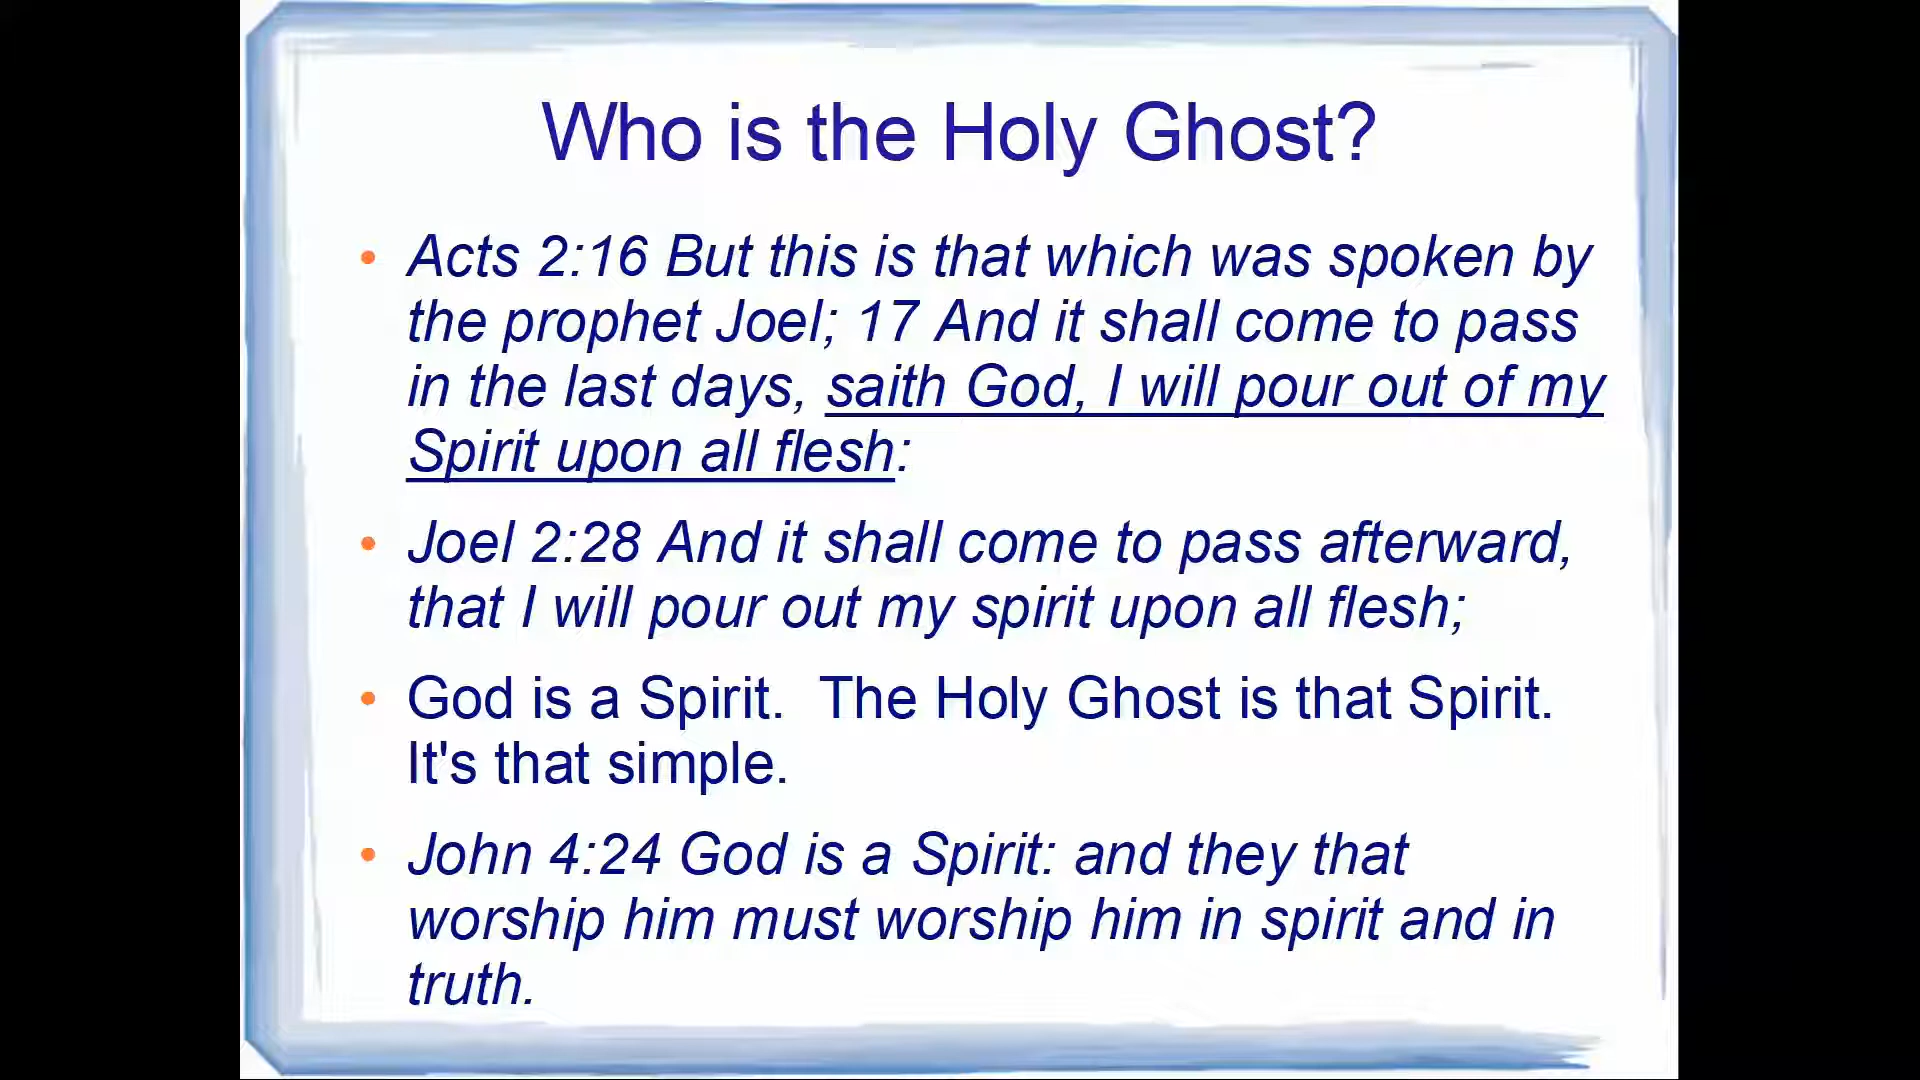 Who is the Holy Ghost?
• Acts 2:16 But this is that which was spoken by
the prophet Joel; 17 And it shall come to pass
in the last days, saith God, I will pour out of my
Spirit upon all flesh:
• Joel 2:28 And it shall come to pass afterward,
that I will pour out my spirit upon all flesh;
• God is a Spirit.  The Holy Ghost is that Spirit.
It's that simple.
• John 4:24 God is a Spirit: and they that
worship him must worship him in spirit and in
truth.